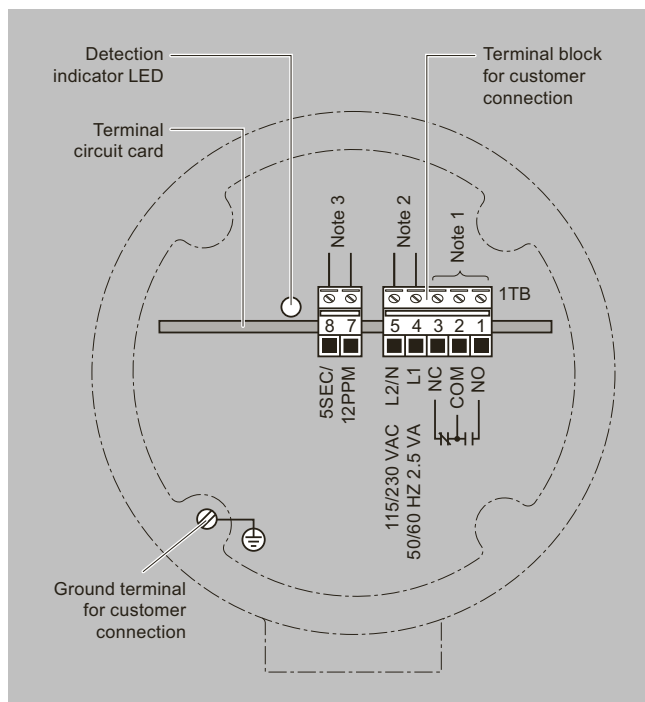 Detection
indicator LED
Terminal block
for customer
connection
Terminal
circuit card
Note 3
Note 2
Note 1
1TB
8 7 5 4 3 2 1
5SEC/
12PPM
L2/N
L1
NC
COM
NO
115/230 VAC
50/60 HZ 2.5 VA
Ground terminal
for customer
connection